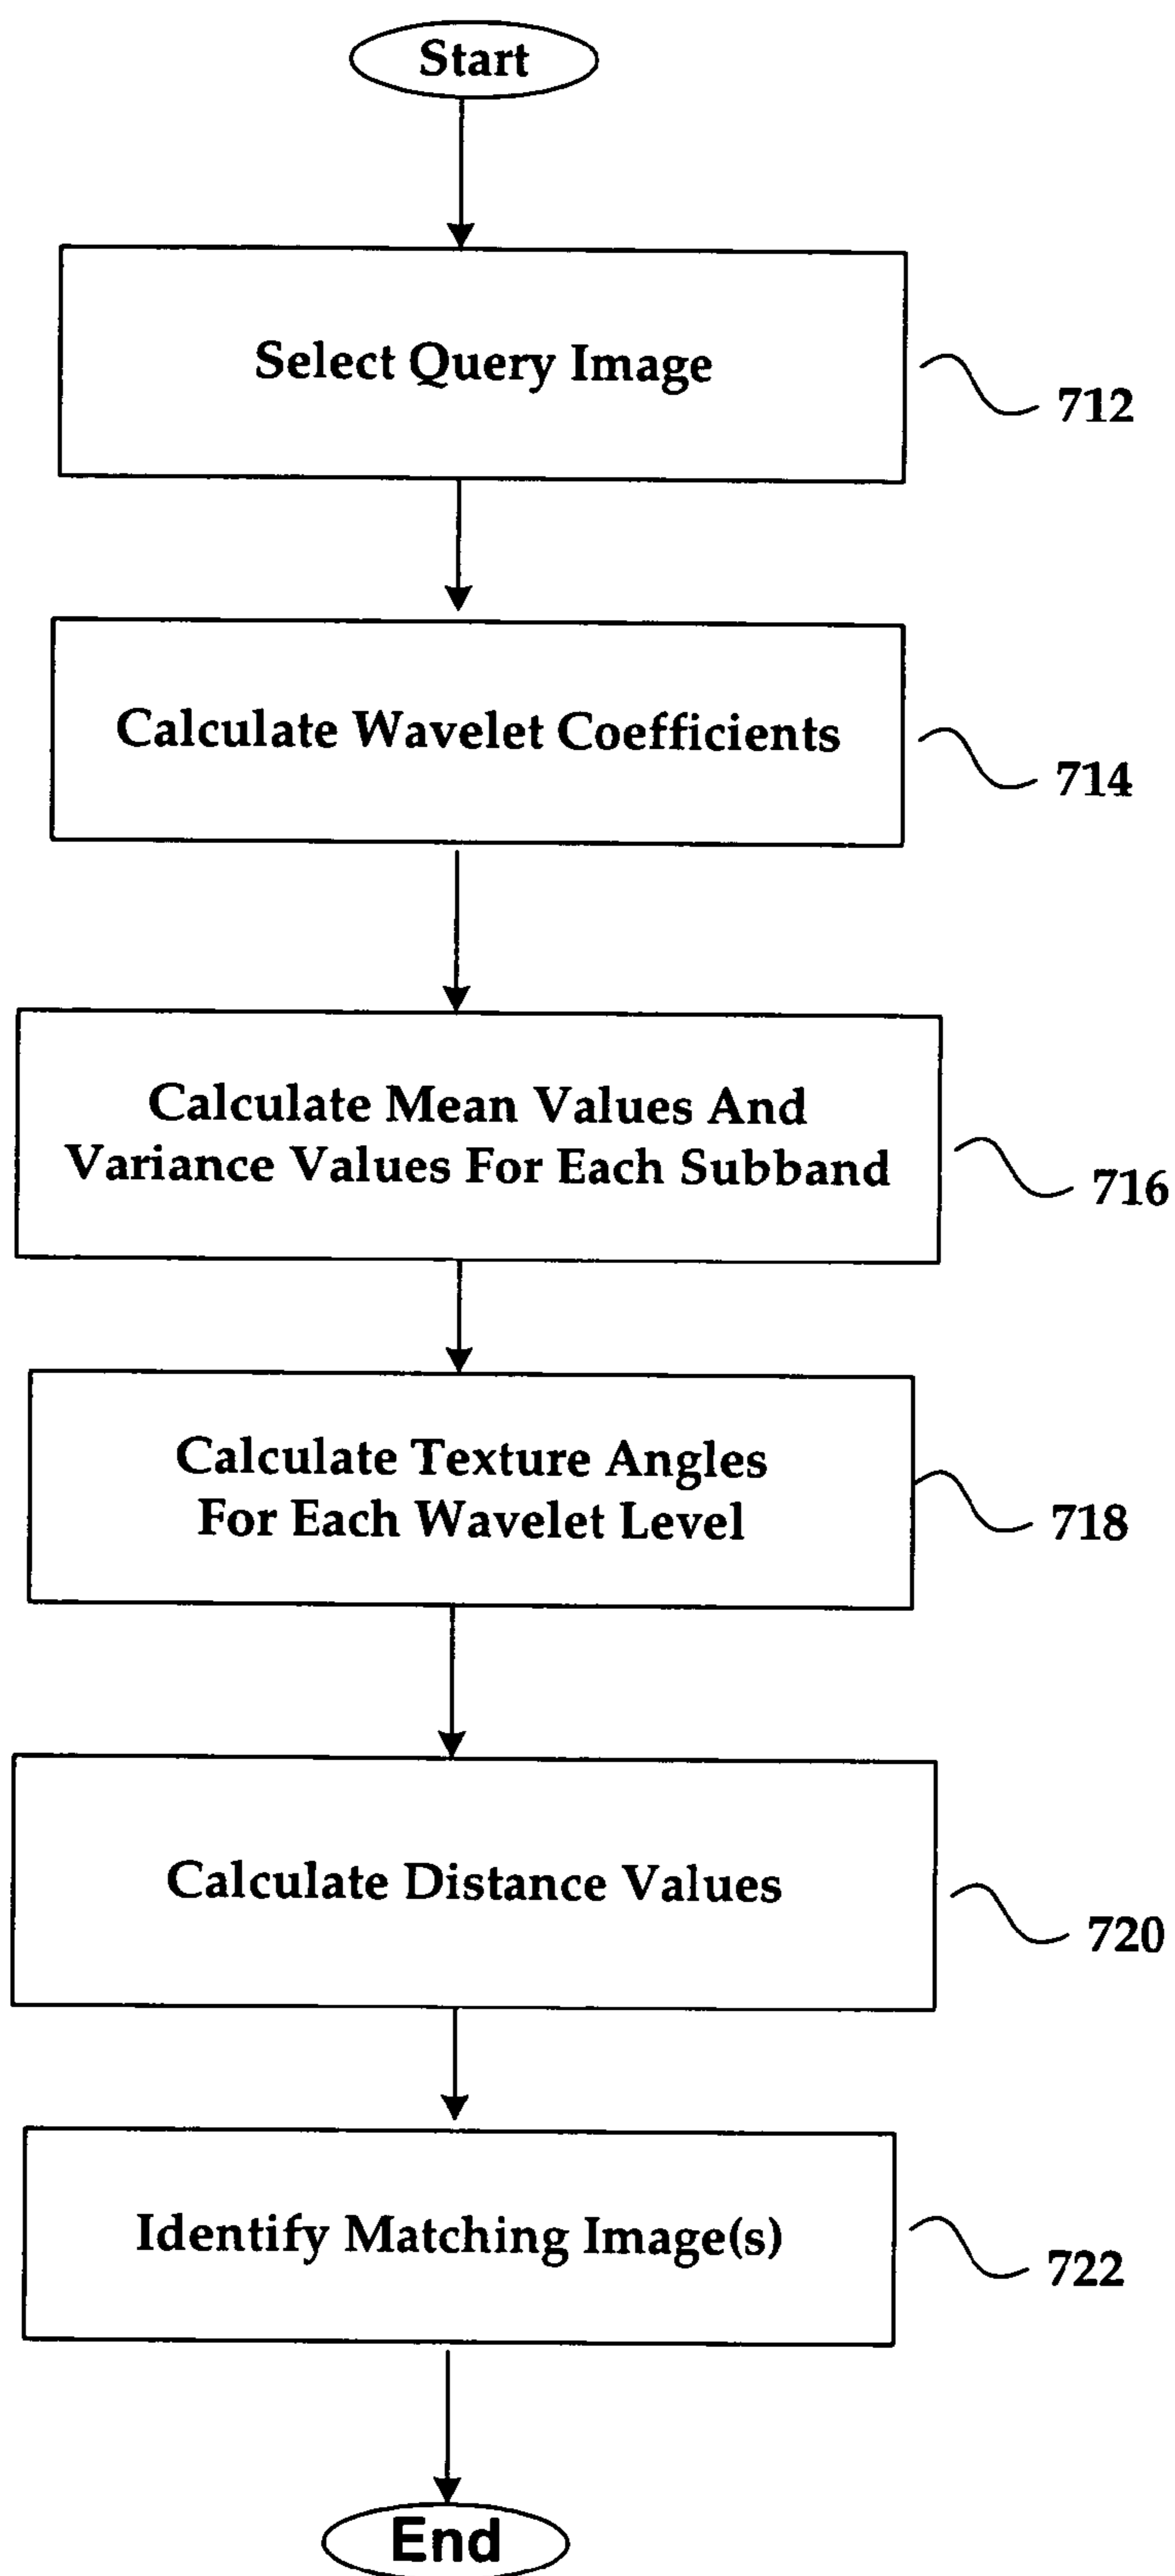 Start
Select Query Image
712
Calculate Wavelet Coefficients
714
Calculate Mean Values And
Variance Values For Each Subband
716
Calculate Texture Angles
For Each Wavelet Level
718
Calculate Distance Values
720
Identify Matching Image(s)
722
End